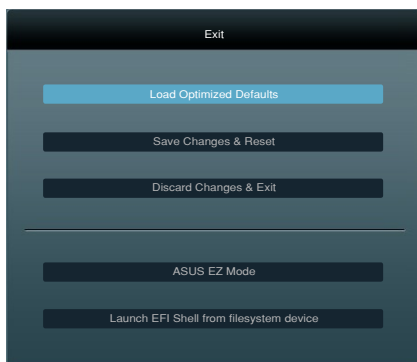 Exit
Load Optimized Defaults
Save Changes & Reset
Discard Changes & Exit
ASUS EZ Mode
Launch EFI Shell from filesystem device